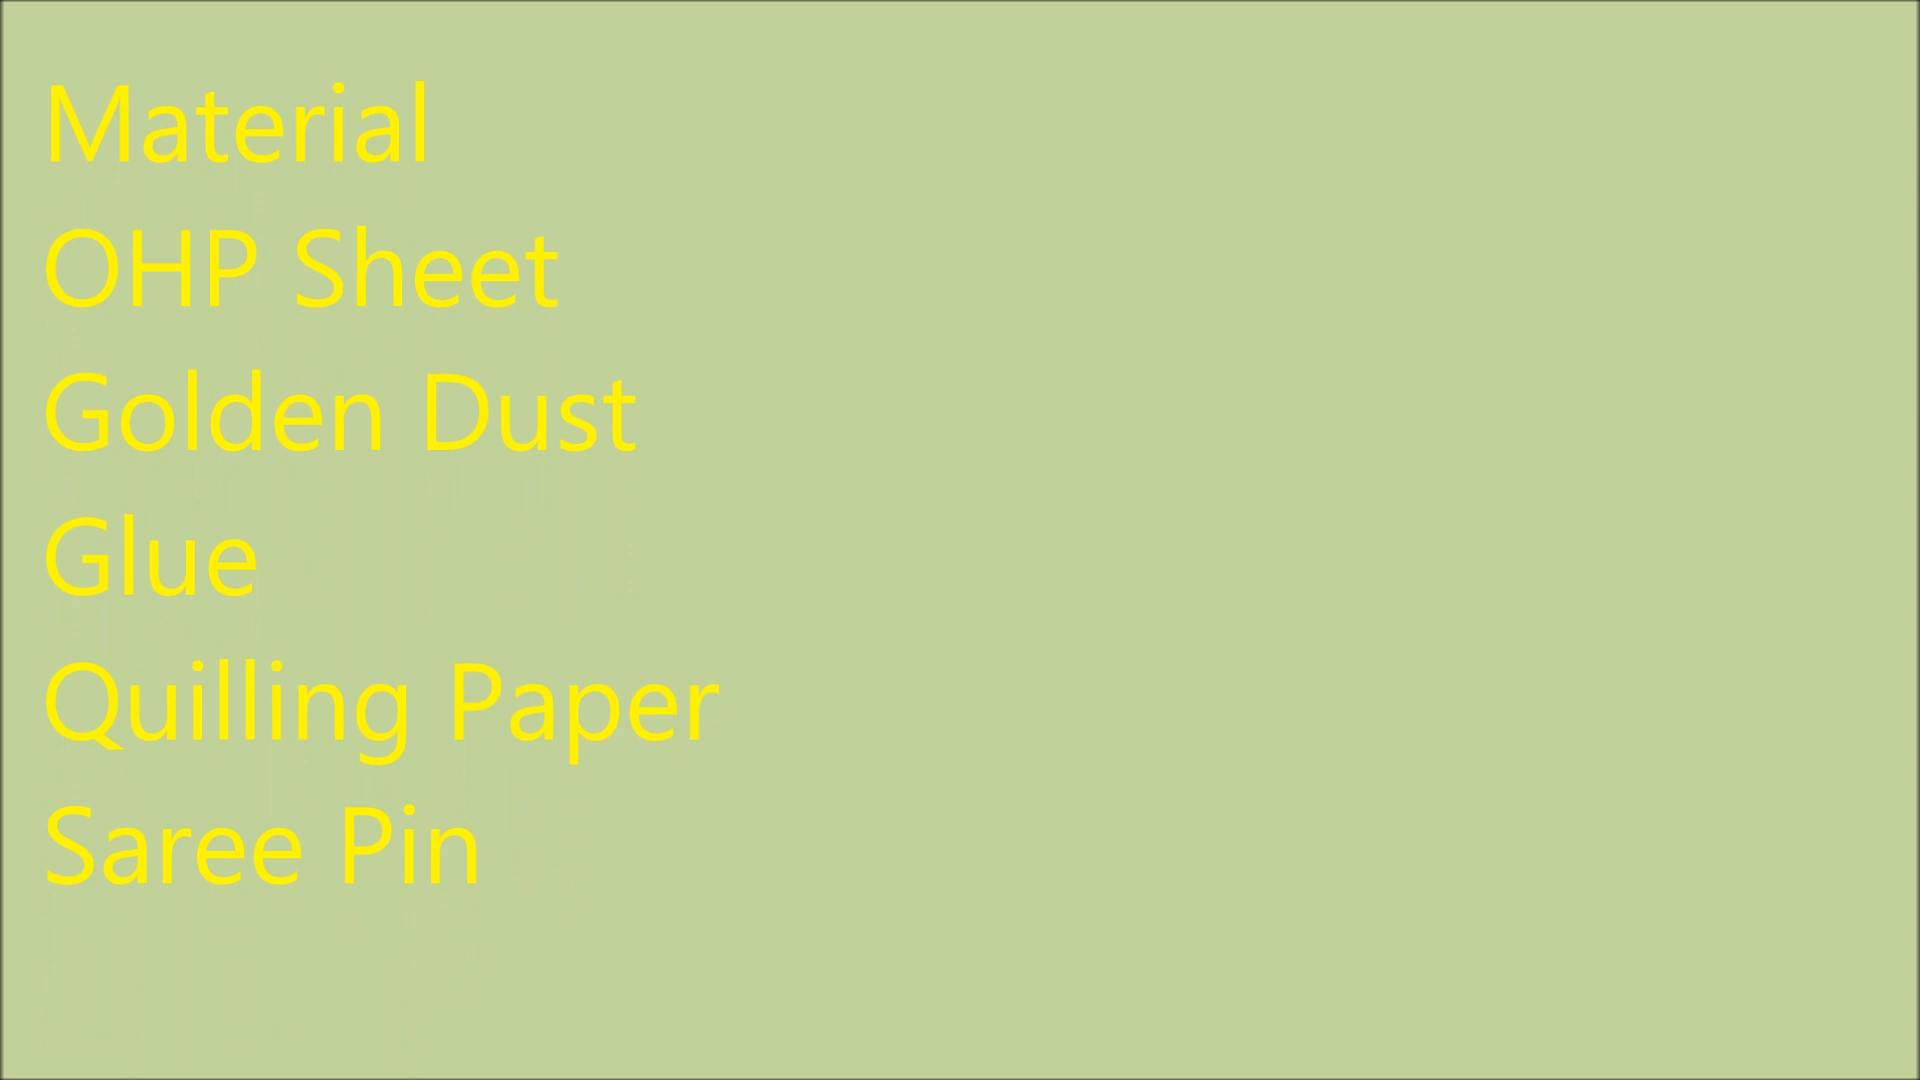 Material
OHP Sheet
Golden Dust
Glue
Quilling Paper
Saree Pin